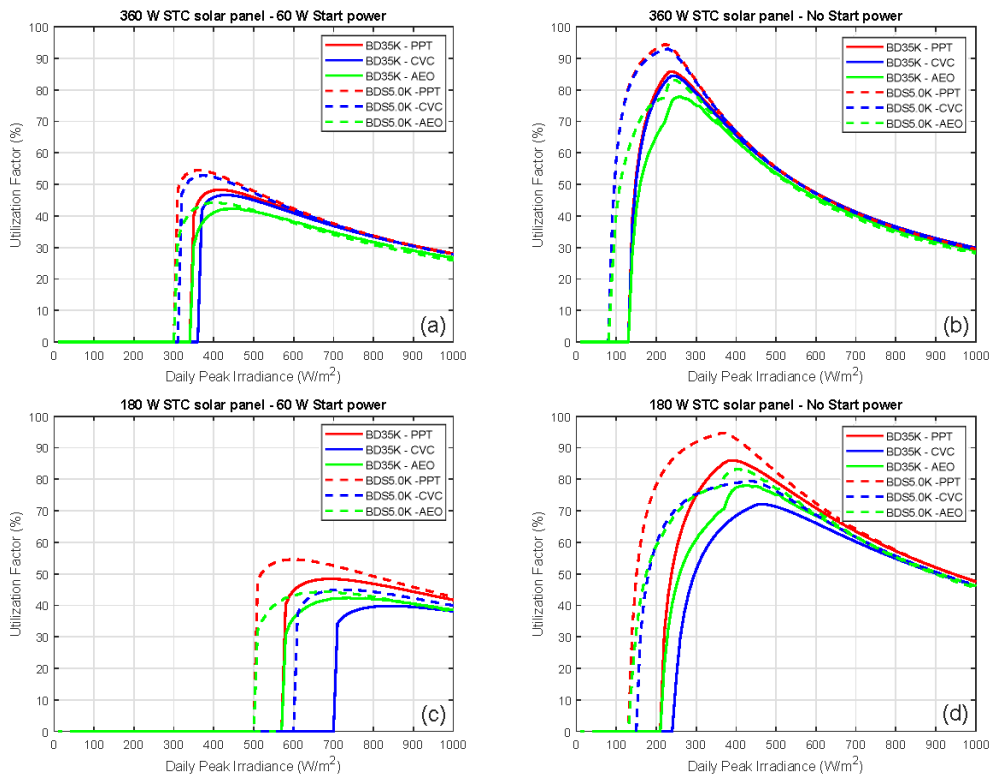 360 W STC solar panel - 60 W Start power
100
90
80
70
60
50
40
30
20
10
0
Utilization Factor (%)
BD35K - PPT
BD35K - CVC
BD35K - AEO
BDS5.0K -PPT
BDS5.0K -CVC
BDS5.0K -AEO
(a)
0 100 200 300 400 500 600 700 800 900 1000
Daily Peak Irradiance (W/m²)
360 W STC solar panel - No Start power
100
90
80
70
60
50
40
30
20
10
0
Utilization Factor (%)
BD35K - PPT
BD35K - CVC
BD35K - AEO
BDS5.0K -PPT
BDS5.0K -CVC
BDS5.0K -AEO
(b)
0 100 200 300 400 500 600 700 800 900 1000
Daily Peak Irradiance (W/m²)
180 W STC solar panel - 60 W Start power
100
90
80
70
60
50
40
30
20
10
0
Utilization Factor (%)
BD35K - PPT
BD35K - CVC
BD35K - AEO
BDS5.0K -PPT
BDS5.0K -CVC
BDS5.0K -AEO
(c)
0 100 200 300 400 500 600 700 800 900 1000
Daily Peak Irradiance (W/m²)
180 W STC solar panel - No Start power
100
90
80
70
60
50
40
30
20
10
0
Utilization Factor (%)
BD35K - PPT
BD35K - CVC
BD35K - AEO
BDS5.0K -PPT
BDS5.0K -CVC
BDS5.0K -AEO
(d)
0 100 200 300 400 500 600 700 800 900 1000
Daily Peak Irradiance (W/m²)